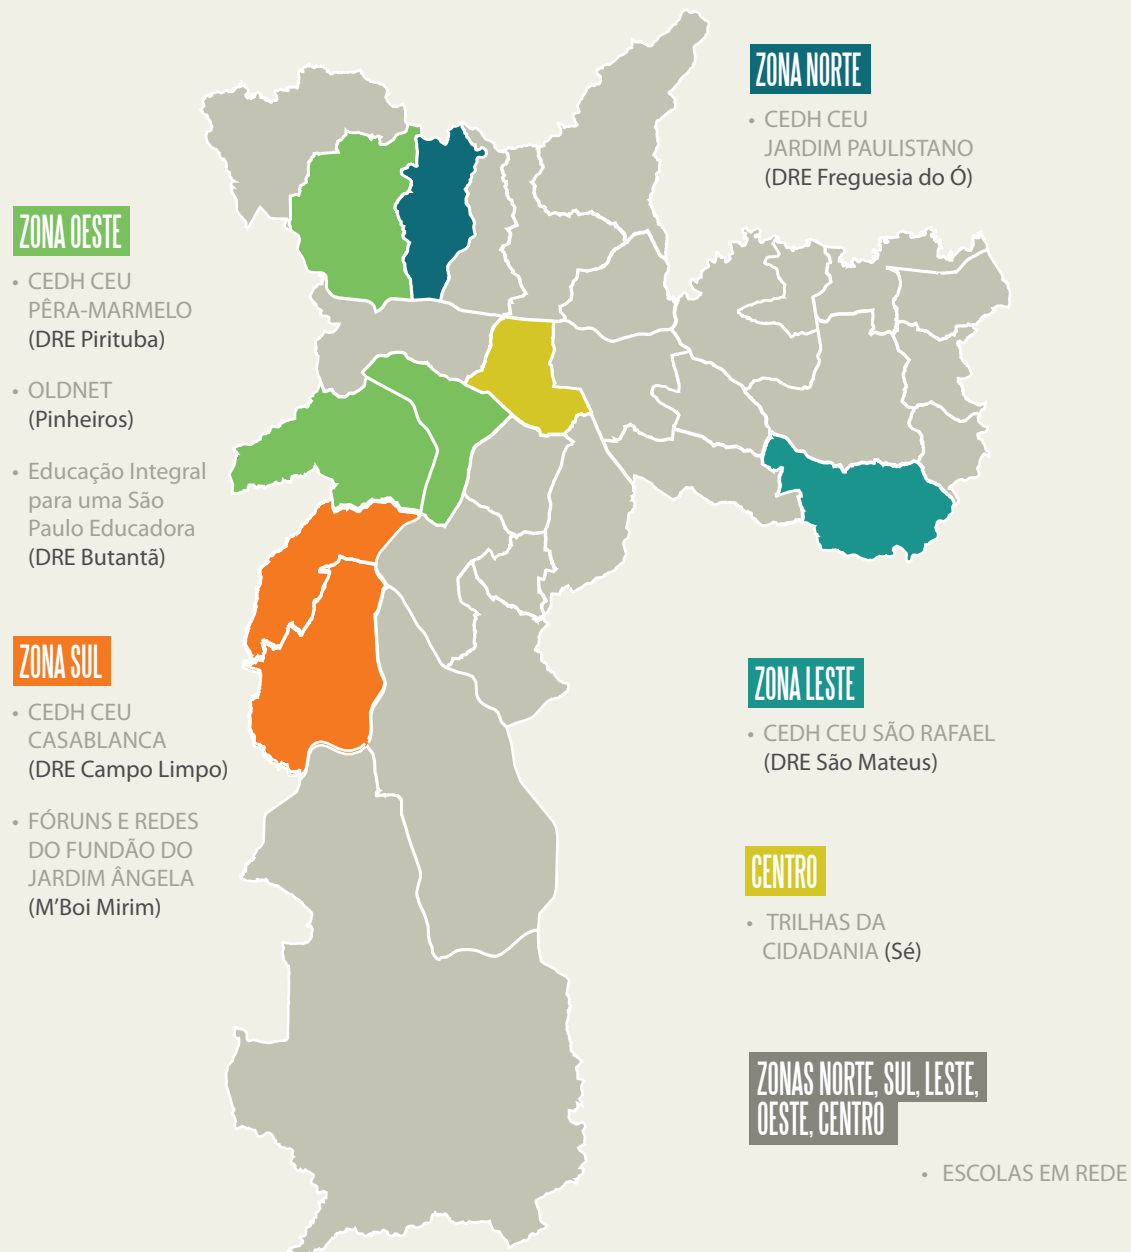 ZONA NORTE
• CEDH CEU
JARDIM PAULISTANO
(DRE Freguesia do Ó)
ZONA OESTE
• CEDH CEU
PÊRA-MARMELO
(DRE Pirituba)
• OLDNET
(Pinheiros)
• Educação Integral
para uma São
Paulo Educadora
(DRE Butantã)
ZONA SUL
• CEDH CEU
CASABLANCA
(DRE Campo Limpo)
• FÓRUNS E REDES
DO FUNDÃO DO
JARDIM ÂNGELA
(M'Boi Mirim)
ZONA LESTE
• CEDH CEU SÃO RAFAEL
(DRE São Mateus)
CENTRO
• TRILHAS DA
CIDADANIA (Sé)
ZONAS NORTE, SUL, LESTE,
OESTE, CENTRO
• ESCOLAS EM REDE